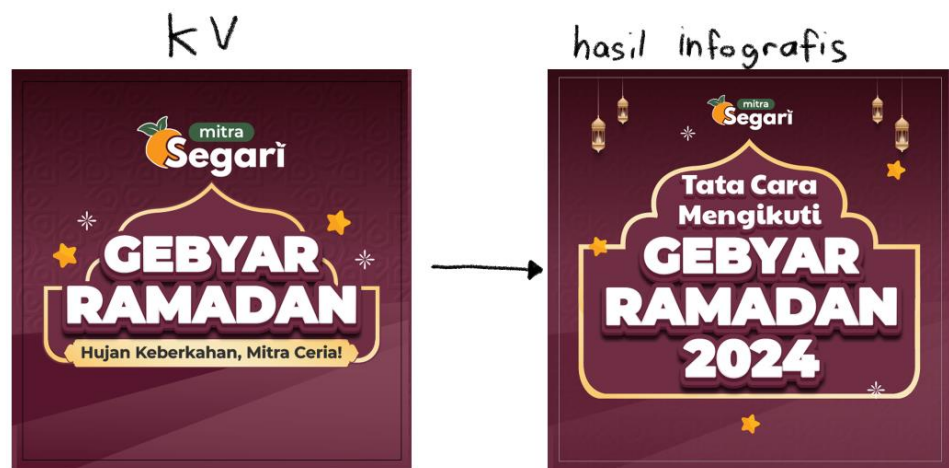 kV
hasil infografis
mitra
Segari
GEBYAR
RAMADAN
Hujan Keberkahan, Mitra Ceria!
mitra
Segari
Tata Cara
Mengikuti
GEBYAR
RAMADAN
2024